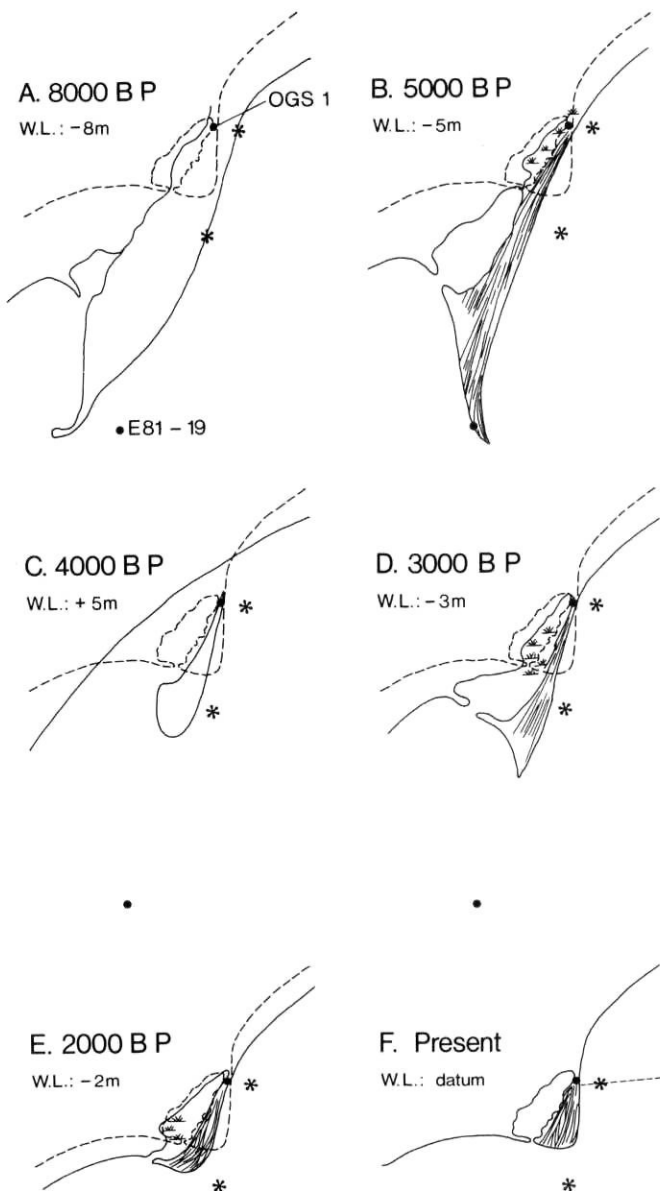 A. 8000 B P
W.L.: -8m
OGS 1
E81-19
B. 5000 B P
W.L.: -5m
C. 4000 B P
W.L.: +5m
D. 3000 B P
W.L.: -3m
E. 2000 B P
W.L.: -2m
F. Present
W.L.: datum